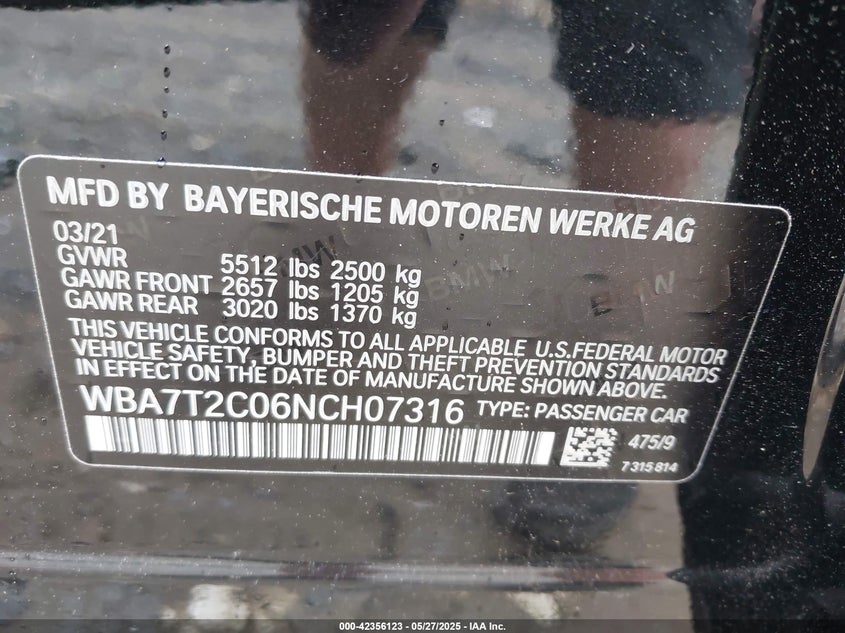 MFD BY BAYERISCHE MOTOREN WERKE AG
03/21
GVWR 5512 lbs 2500 kg
GAWR FRONT 2657 lbs 1205 kg
GAWR REAR 3020 lbs 1370 kg
THIS VEHICLE CONFORMS TO ALL APPLICABLE U.S.FEDERAL MOTOR
VEHICLE SAFETY, BUMPER AND THEFT PREVENTION STANDARDS
IN EFFECT ON THE DATE OF MANUFACTURE SHOWN ABOVE.
WBA7T2C06NCH07316 TYPE: PASSENGER CAR
475/9
7315814
000-42356123 - 05/27/2025 - IAA Inc.